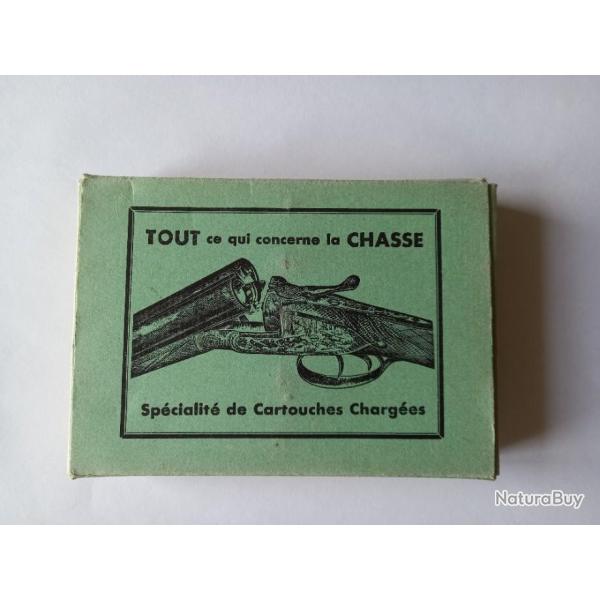 TOUT ce qui concerne la CHASSE
Spécialité de Cartouches Chargées
NaturaBuy